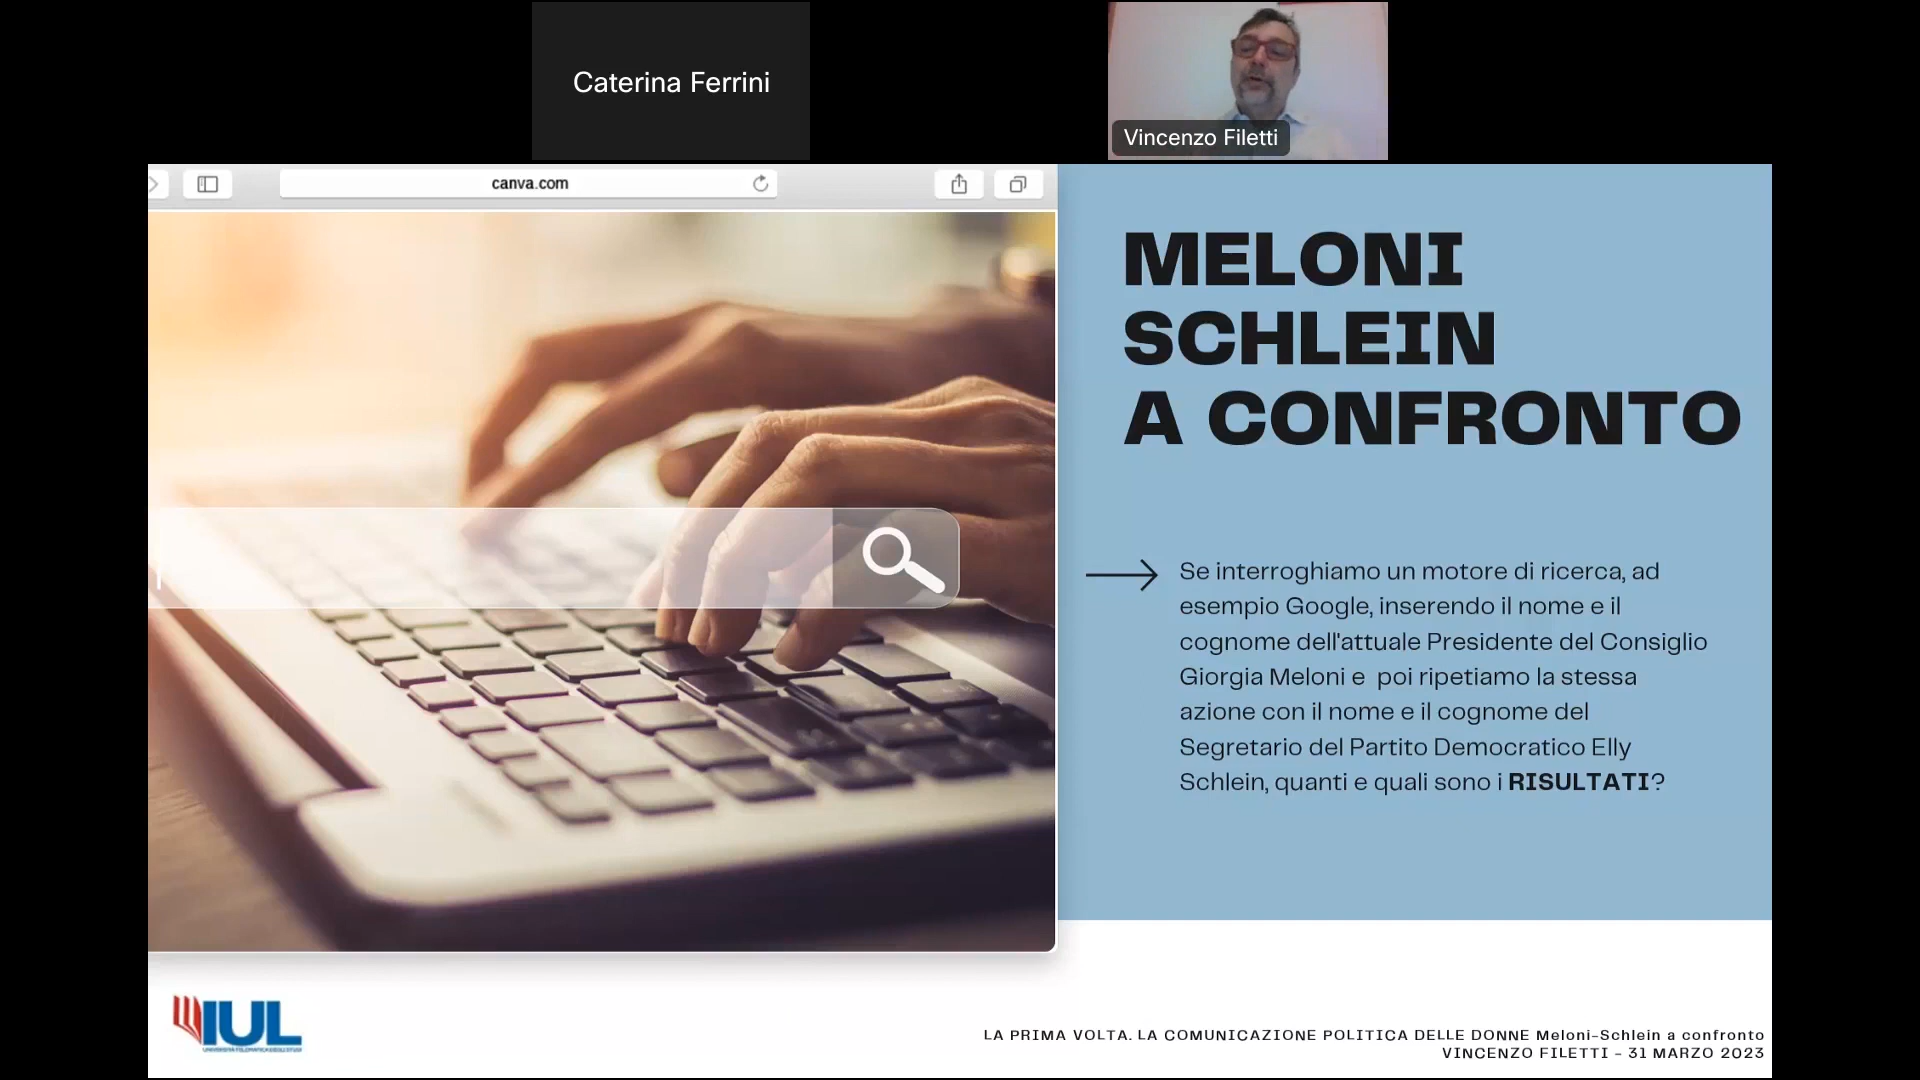 Caterina Ferrini
Vincenzo Filetti
canva.com
MELONI
SCHLEIN
A CONFRONTO
Se interroghiamo un motore di ricerca, ad
esempio Google, inserendo il nome e il
cognome dell'attuale Presidente del Consiglio
Giorgia Meloni e  poi ripetiamo la stessa
azione con il nome e il cognome del
Segretario del Partito Democratico Elly
Schlein, quanti e quali sono i RISULTATI?
IUL
LA PRIMA VOLTA. LA COMUNICAZIONE POLITICA DELLE DONNE Meloni-Schlein a confronto
VINCENZO FILETTI - 31 MARZO 2023